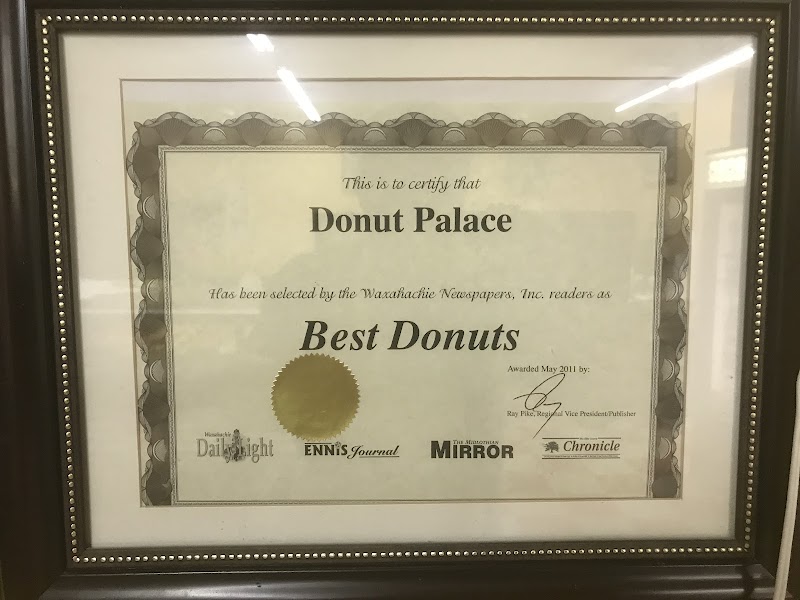 This is to certify that
Donut Palace
Has been selected by the Waxahachie Newspapers, Inc. readers as
Best Donuts
Awarded May 2011 by:
Ray Pike, Regional Vice President/Publisher
Waxahachie
Daily Light
ENNIS Journal
THE MIDLOTHIAN
MIRROR
Chronicle